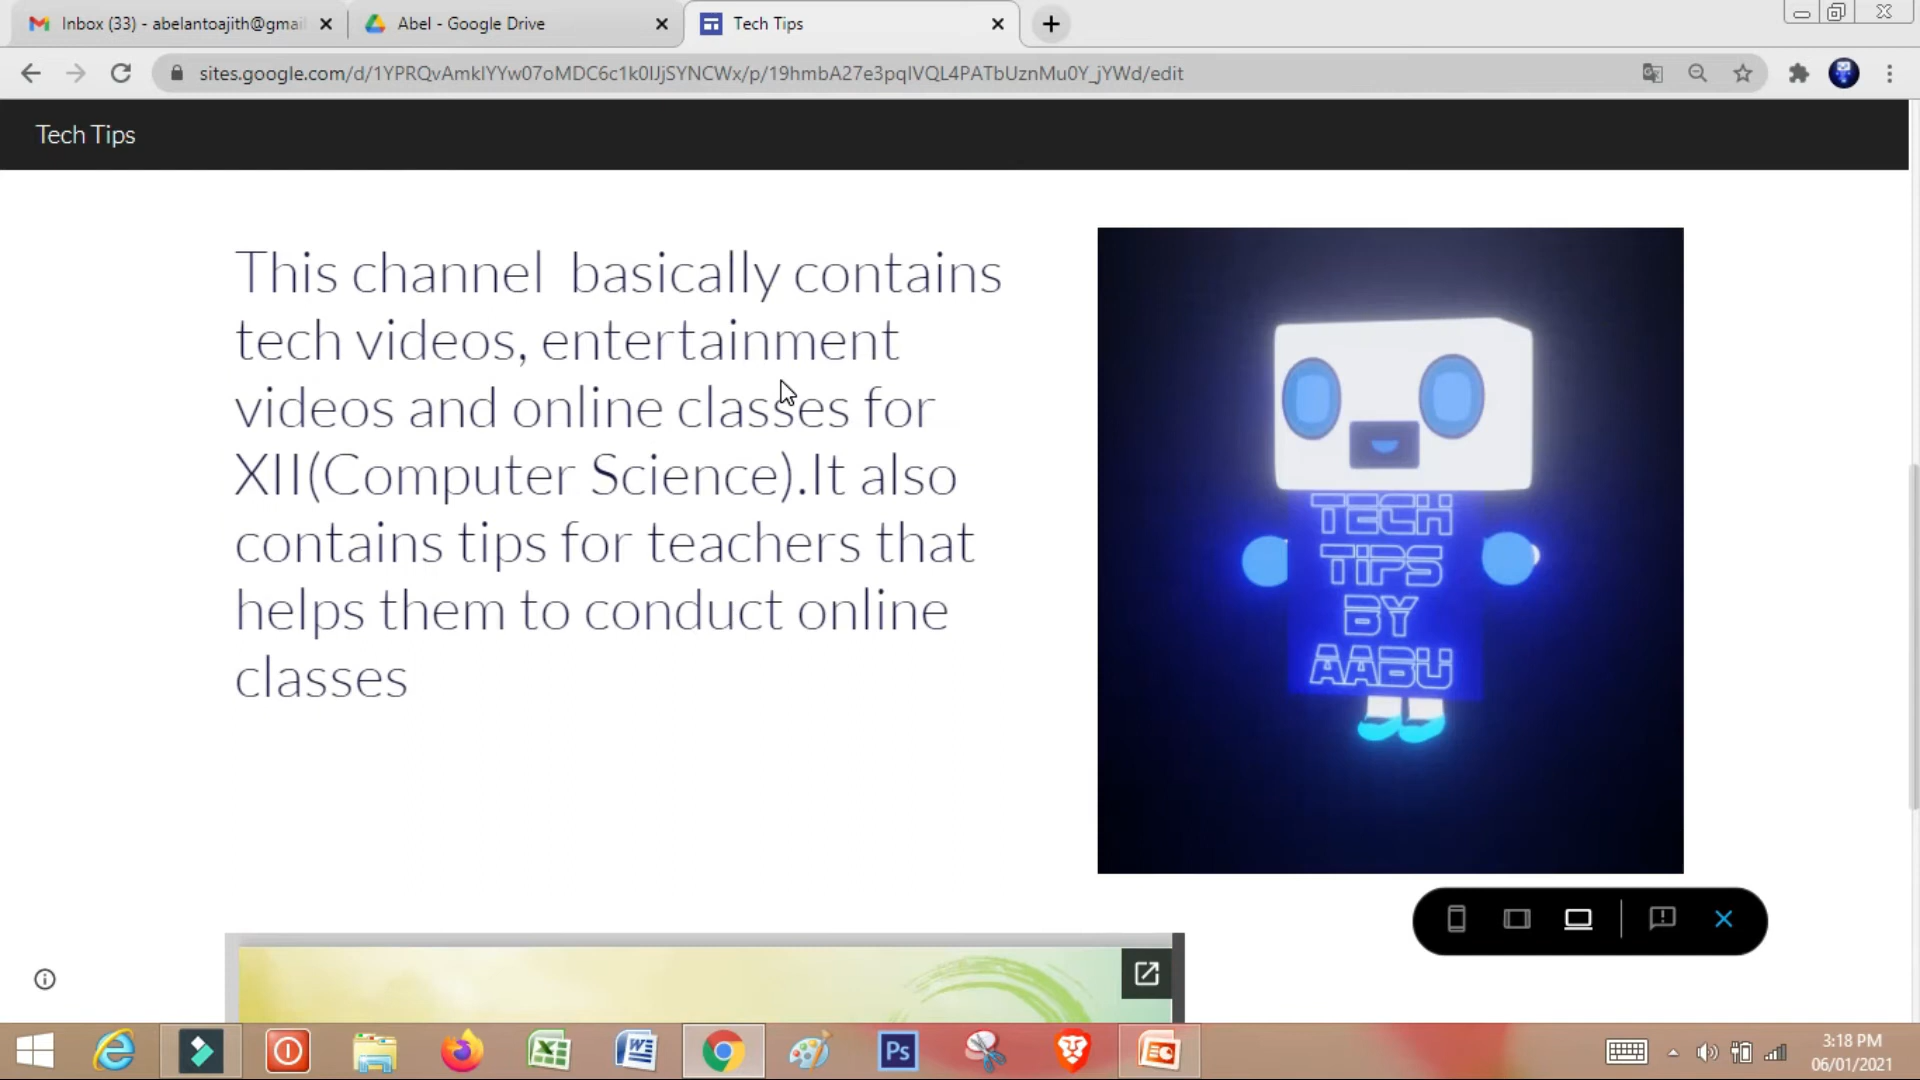 Inbox (33) - abelantoajith@gmai
Abel - Google Drive
Tech Tips
sites.google.com/d/1YPRQvAmklYYw07oMDC6c1k0lJjSYNCWx/p/19hmbA27e3pqlVQL4PATbUznMu0Y_jYWd/edit
Tech Tips
This channel  basically contains
tech videos, entertainment
videos and online classes for
XII(Computer Science).It also
contains tips for teachers that
helps them to conduct online
classes
TECH
TIPS
BY
AABU
Ps
3:18 PM
06/01/2021